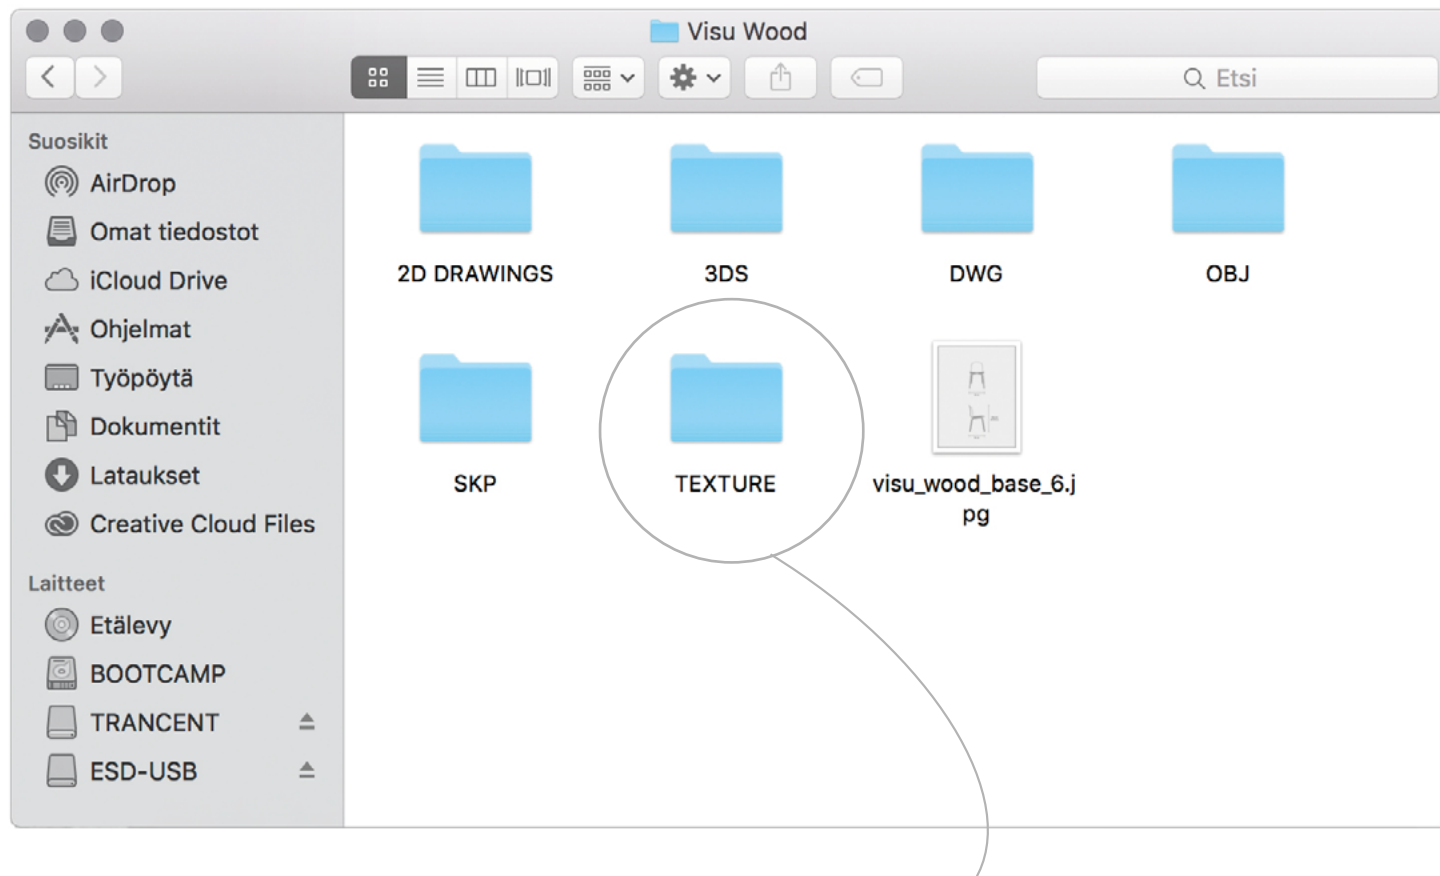 Visu Wood
Etsi
Suosikit
AirDrop
Omat tiedostot
iCloud Drive
Ohjelmat
Työpöytä
Dokumentit
Lataukset
Creative Cloud Files
Laitteet
Etälevy
BOOTCAMP
TRANCENT
ESD-USB
2D DRAWINGS
3DS
DWG
OBJ
SKP
TEXTURE
visu_wood_base_6.j
pg